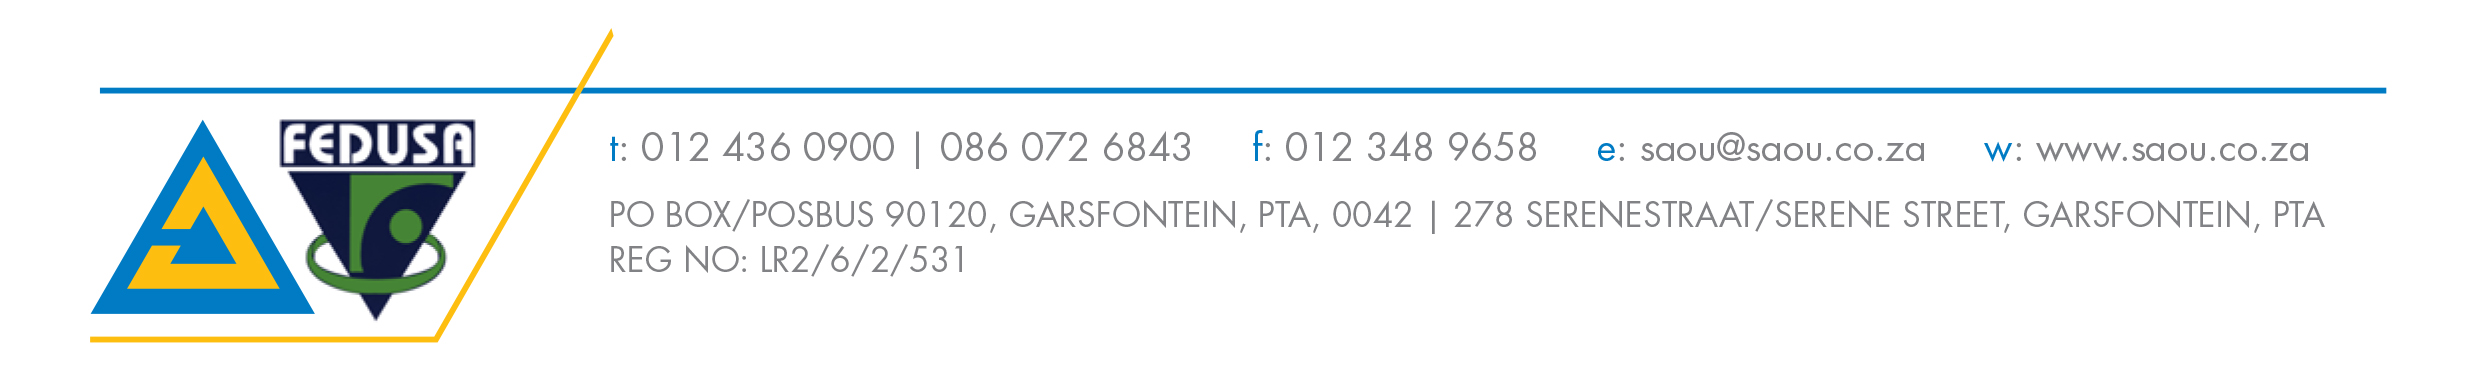 FEDUSA
t: 012 436 0900 | 086 072 6843 f: 012 348 9658 e: saou@saou.co.za w: www.saou.co.za
PO BOX/POSBUS 90120, GARSFONTEIN, PTA, 0042 | 278 SERENESTRAAT/SERENE STREET, GARSFONTEIN, PTA
REG NO: LR2/6/2/531